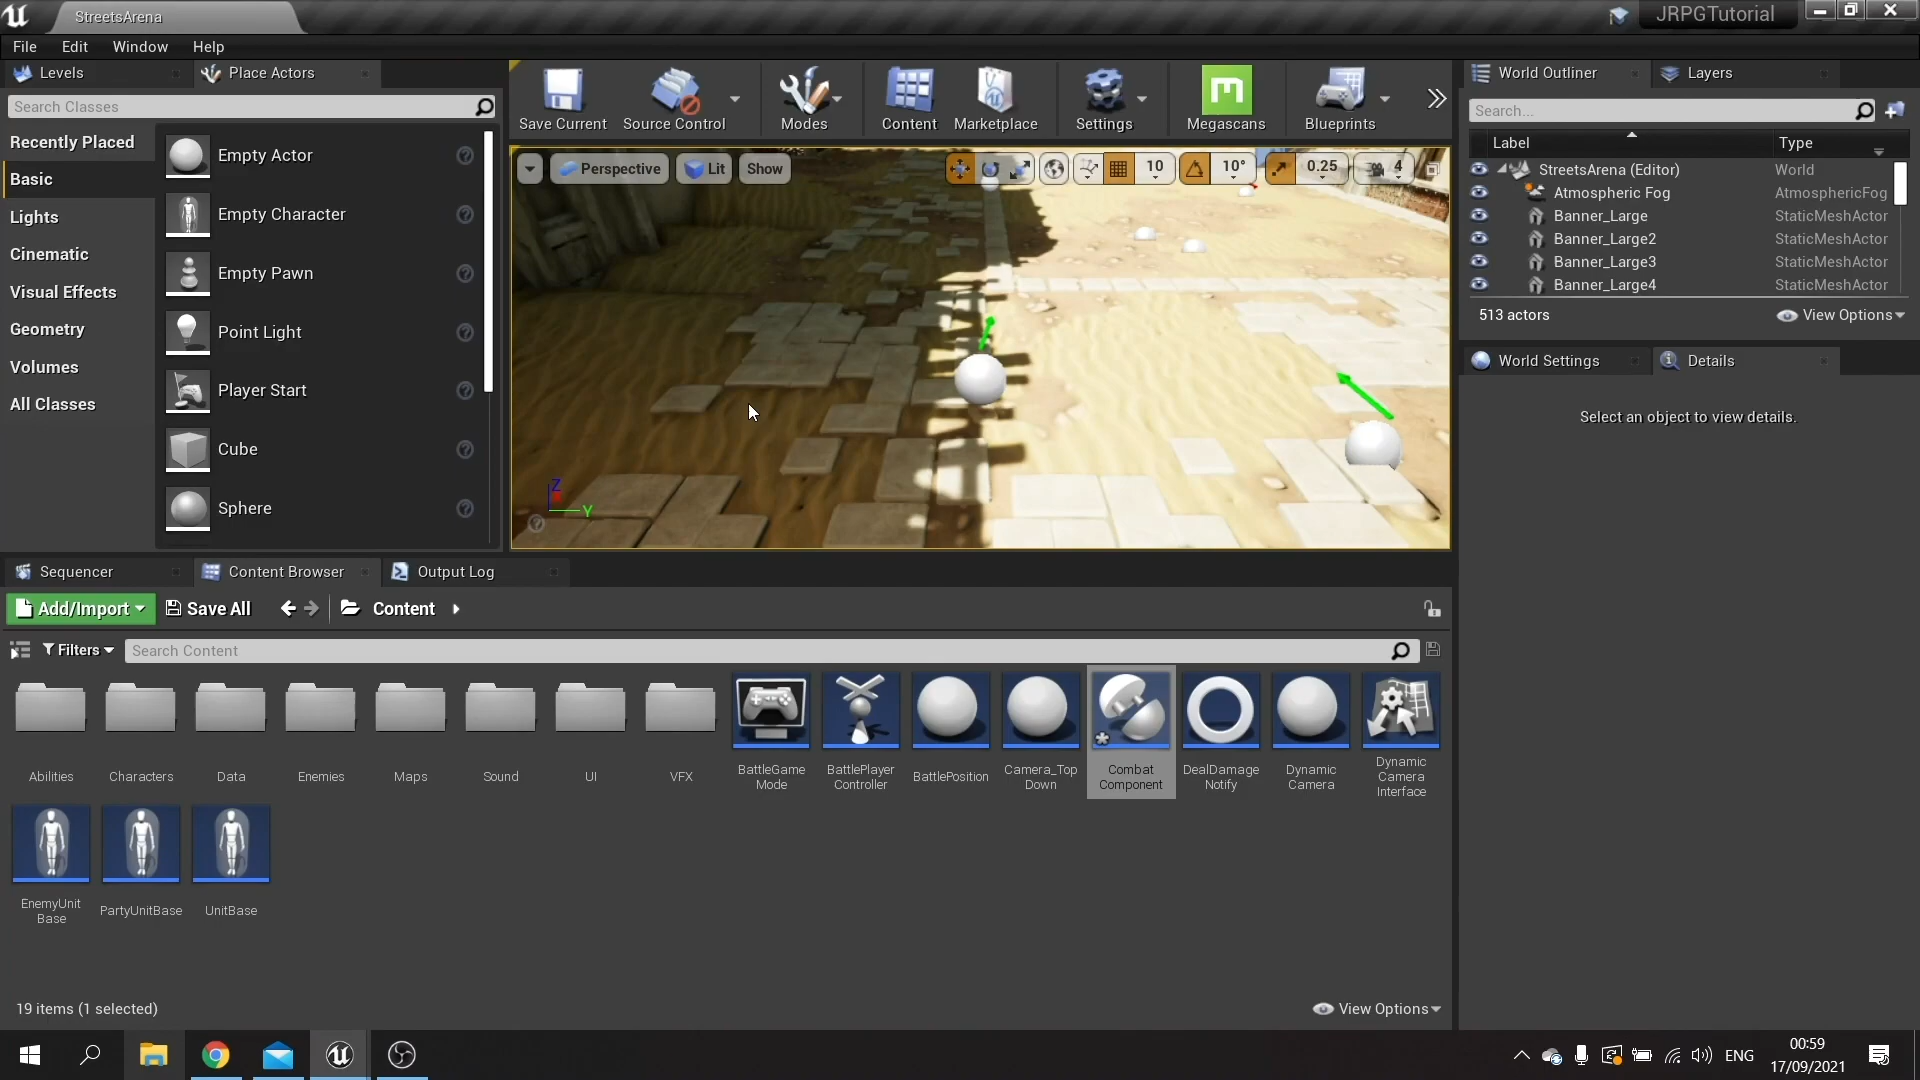 StreetsArena
JRPGTutorial
File Edit Window Help
Levels Place Actors
Search Classes
Recently Placed
Basic
Lights
Cinematic
Visual Effects
Geometry
Volumes
All Classes
Empty Actor
Empty Character
Empty Pawn
Point Light
Player Start
Cube
Sphere
Save Current Source Control Modes Content Marketplace Settings Megascans Blueprints
Perspective Lit Show 10 10° 0.25 4
Z
Y
World Outliner Layers
Search...
Label Type
StreetsArena (Editor) World
Atmospheric Fog AtmosphericFog
Banner_Large StaticMeshActor
Banner_Large2 StaticMeshActor
Banner_Large3 StaticMeshActor
Banner_Large4 StaticMeshActor
513 actors View Options
World Settings Details
Select an object to view details.
Sequencer Content Browser Output Log
Add/Import Save All Content
Filters Search Content
Abilities Characters Data Enemies Maps Sound UI VFX
BattleGame
Mode
BattlePlayer
Controller
BattlePosition
Camera_Top
Down
Combat
Component
DealDamage
Notify
Dynamic
Camera
Dynamic
Camera
Interface
EnemyUnit
Base
PartyUnitBase
UnitBase
19 items (1 selected) View Options
ENG
00:59
17/09/2021